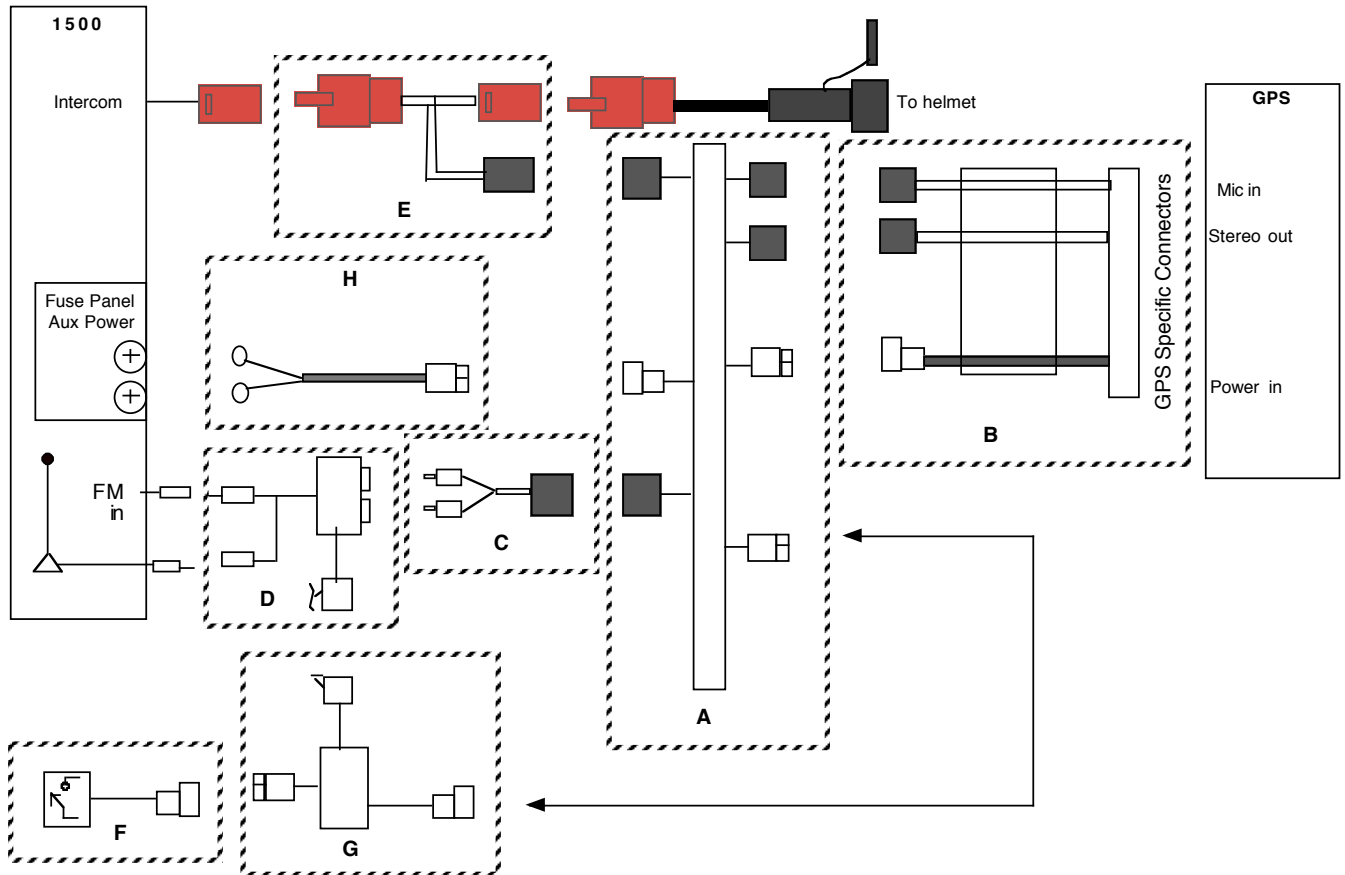 1500
Intercom
To helmet
GPS
E
Mic in
Stereo out
GPS Specific Connectors
H
Fuse Panel
Aux Power
Power in
B
FM
in
C
D
A
F
G